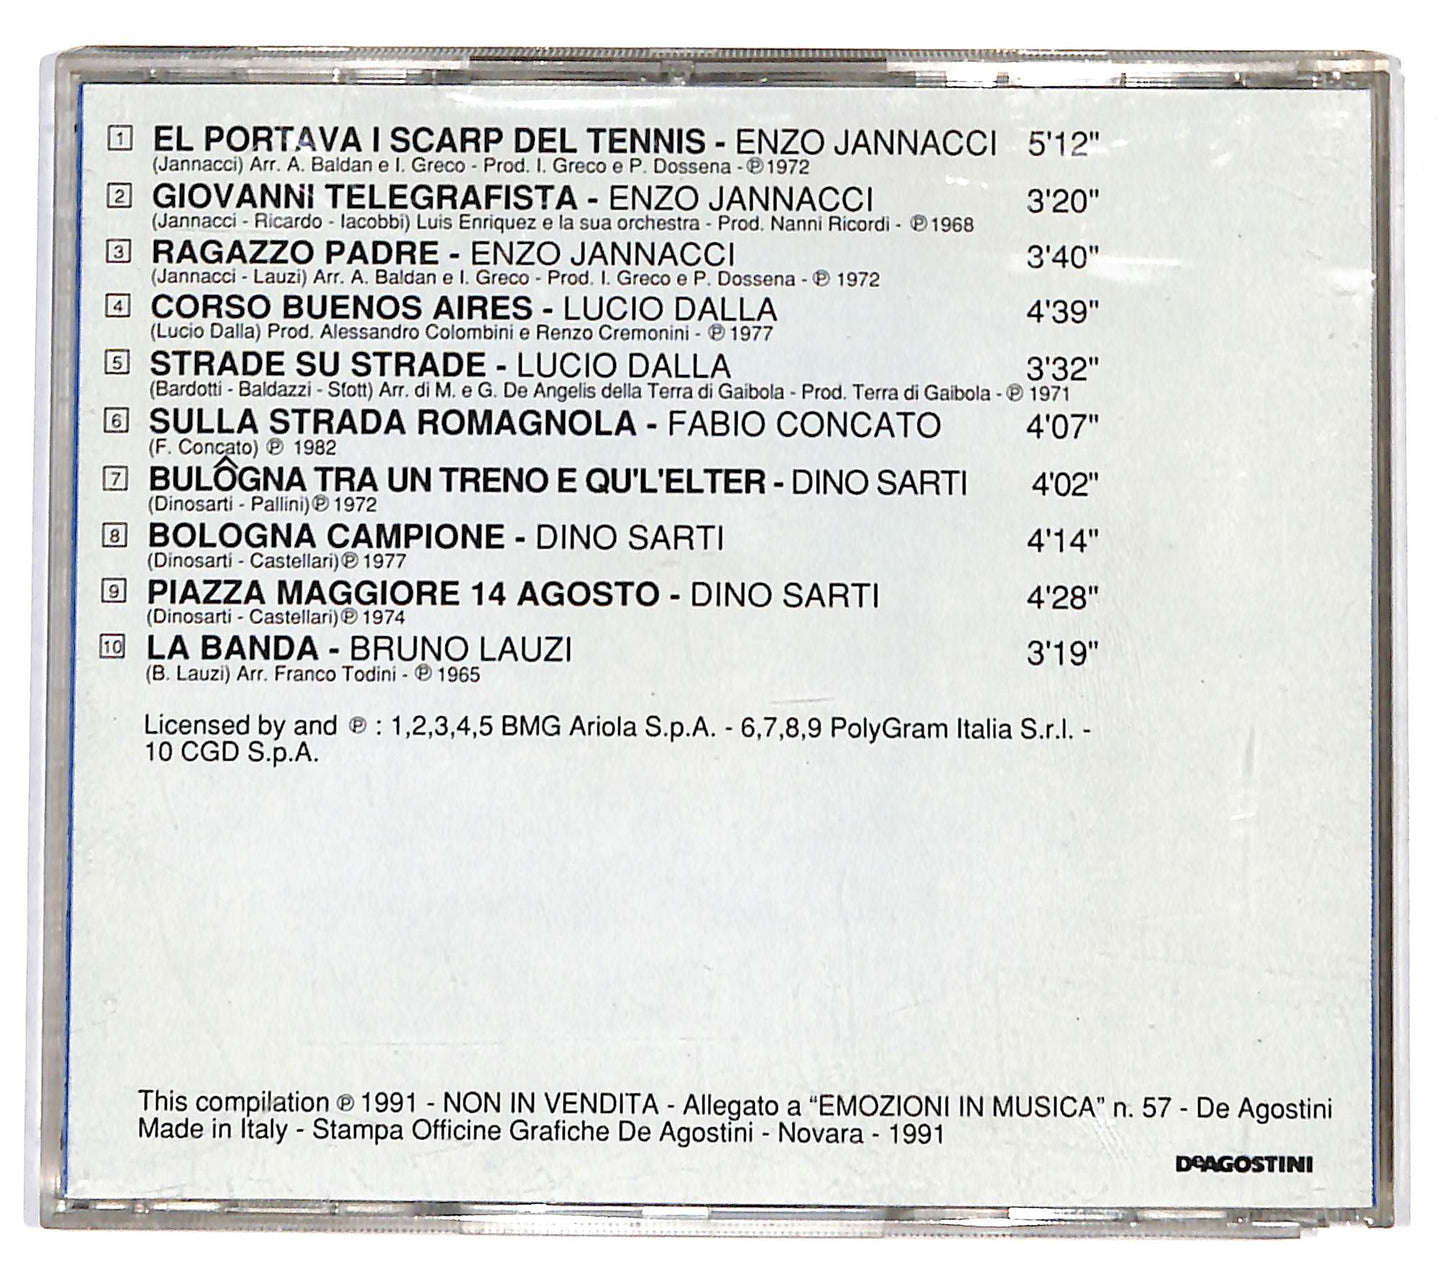 1 EL PORTAVA I SCARP DEL TENNIS - ENZO JANNACCI 5'12"
(Jannacci) Arr. A. Baldan e I. Greco - Prod. I. Greco e P. Dossena - ℗ 1972
2 GIOVANNI TELEGRAFISTA - ENZO JANNACCI 3'20"
(Jannacci - Ricardo - Iacobbi) Luis Enriquez e la sua orchestra - Prod. Nanni Ricordi - ℗ 1968
3 RAGAZZO PADRE - ENZO JANNACCI 3'40"
(Jannacci - Lauzi) Arr. A. Baldan e I. Greco - Prod. I. Greco e P. Dossena - ℗ 1972
4 CORSO BUENOS AIRES - LUCIO DALLA 4'39"
(Lucio Dalla) Prod. Alessandro Colombini e Renzo Cremonini - ℗ 1977
5 STRADE SU STRADE - LUCIO DALLA 3'32"
(Bardotti - Baldazzi - Sfott) Arr. di M. e G. De Angelis della Terra di Gaibola - Prod. Terra di Gaibola - ℗ 1971
6 SULLA STRADA ROMAGNOLA - FABIO CONCATO 4'07"
(F. Concato) ℗ 1982
7 BULÔGNA TRA UN TRENO E QU'L'ELTER - DINO SARTI 4'02"
(Dinosarti - Pallini) ℗ 1972
8 BOLOGNA CAMPIONE - DINO SARTI 4'14"
(Dinosarti - Castellari) ℗ 1977
9 PIAZZA MAGGIORE 14 AGOSTO - DINO SARTI 4'28"
(Dinosarti - Castellari) ℗ 1974
10 LA BANDA - BRUNO LAUZI 3'19"
(B. Lauzi) Arr. Franco Todini - ℗ 1965
Licensed by and ℗ : 1,2,3,4,5 BMG Ariola S.p.A. - 6,7,8,9 PolyGram Italia S.r.l. -
10 CGD S.p.A.
This compilation ℗ 1991 - NON IN VENDITA - Allegato a “EMOZIONI IN MUSICA” n. 57 - De Agostini
Made in Italy - Stampa Officine Grafiche De Agostini - Novara - 1991
DeAGOSTINI